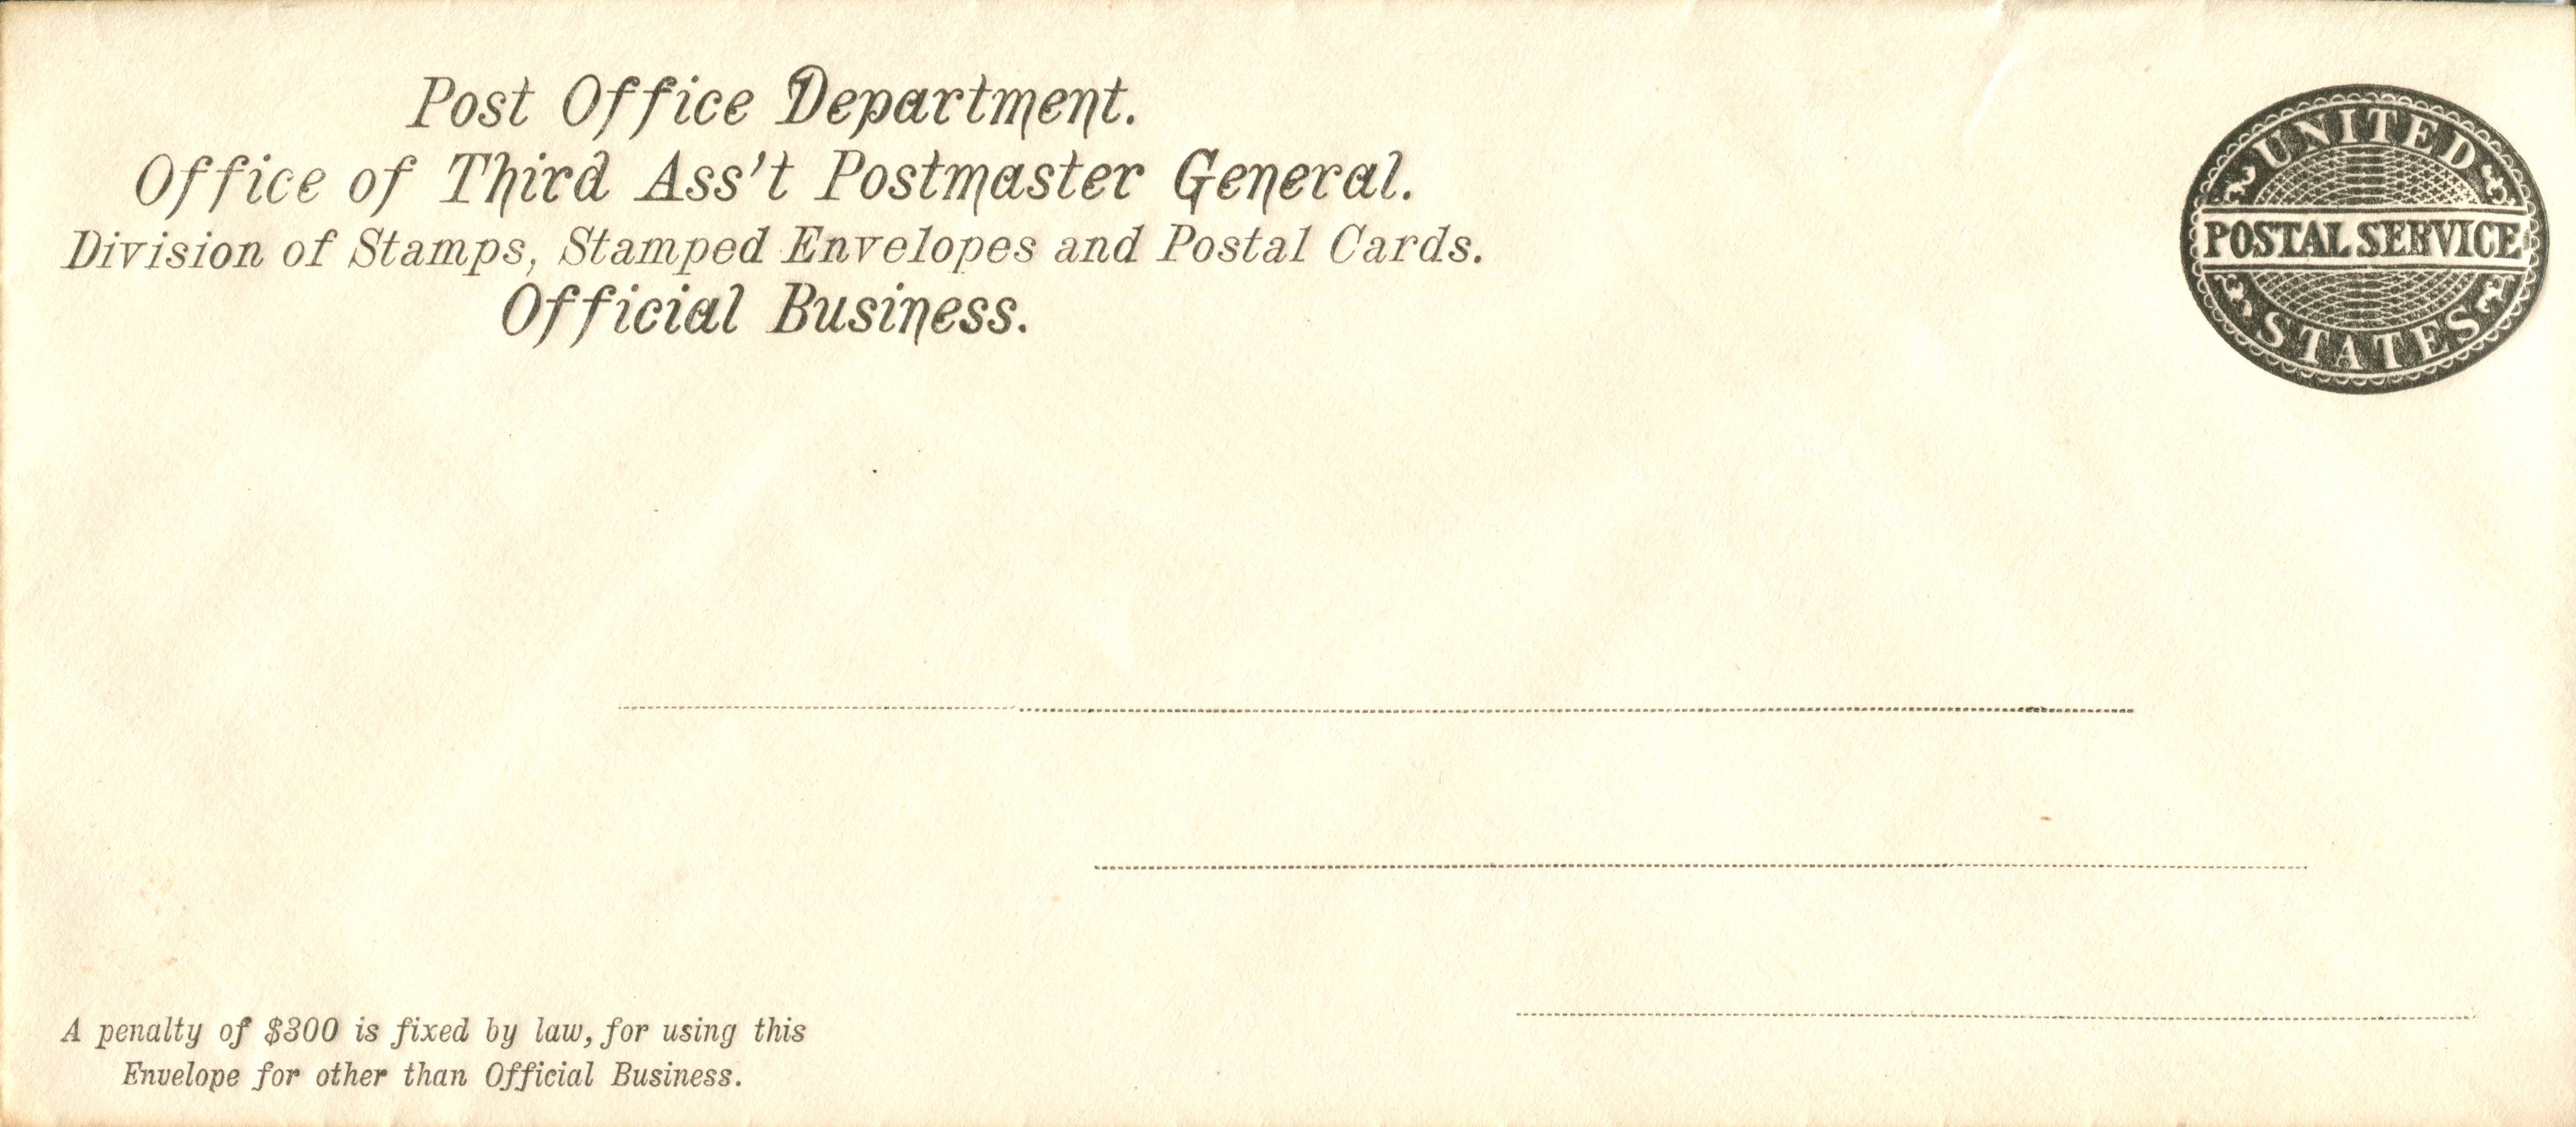 Post Office Department.
Office of Third Ass't Postmaster General.
Division of Stamps, Stamped Envelopes and Postal Cards.
Official Business.
UNITED
POSTAL SERVICE
STATES
A penalty of $300 is fixed by law, for using this
Envelope for other than Official Business.